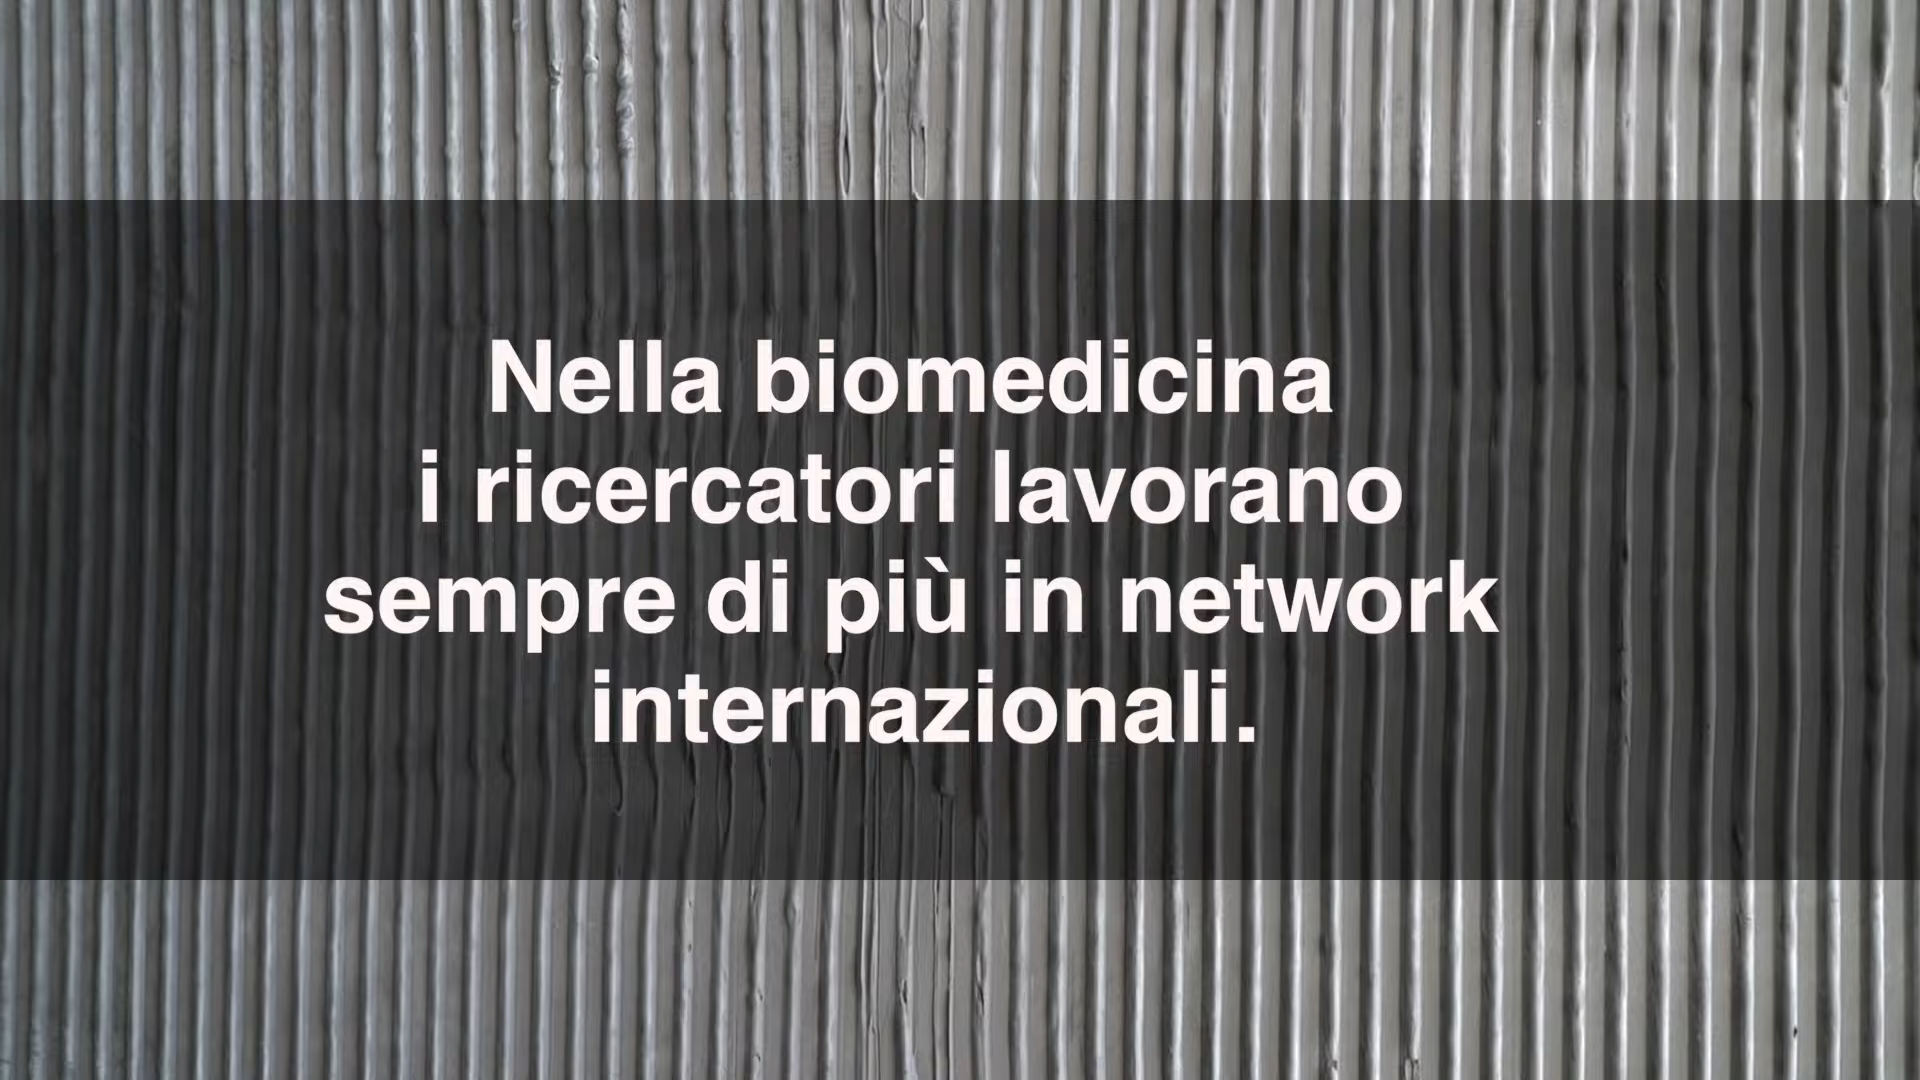 Nella biomedicina
i ricercatori lavorano
sempre di più in network
internazionali.